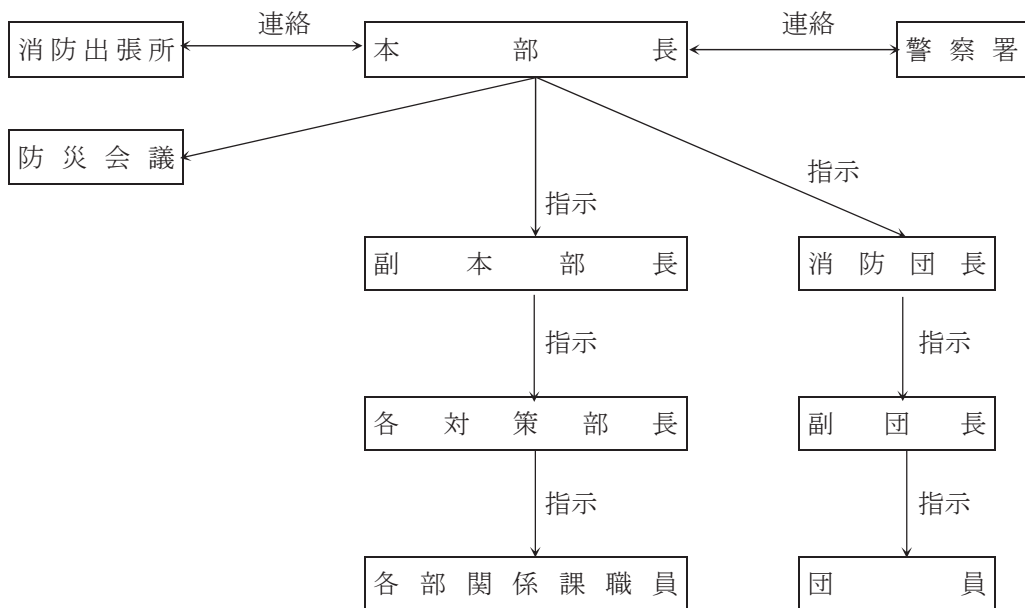 連絡
連絡
消防出張所
本部長
警察署
防災会議
指示
指示
副本部長
消防団長
指示
指示
各対策部長
副団長
指示
指示
各部関係課職員
団員